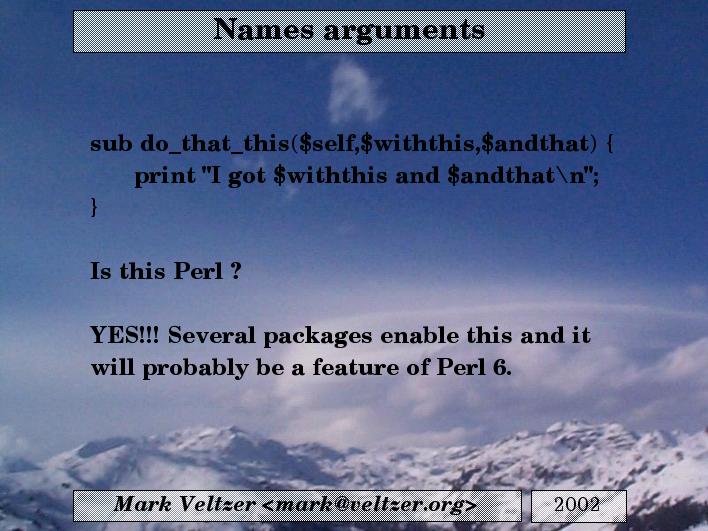 Names arguments
sub do_that_this($self,$withthis,$andthat) {
print "I got $withthis and $andthat\n";
}
Is this Perl ?
YES!!! Several packages enable this and it
will probably be a feature of Perl 6.
Mark Veltzer <mark@veltzer.org>
2002